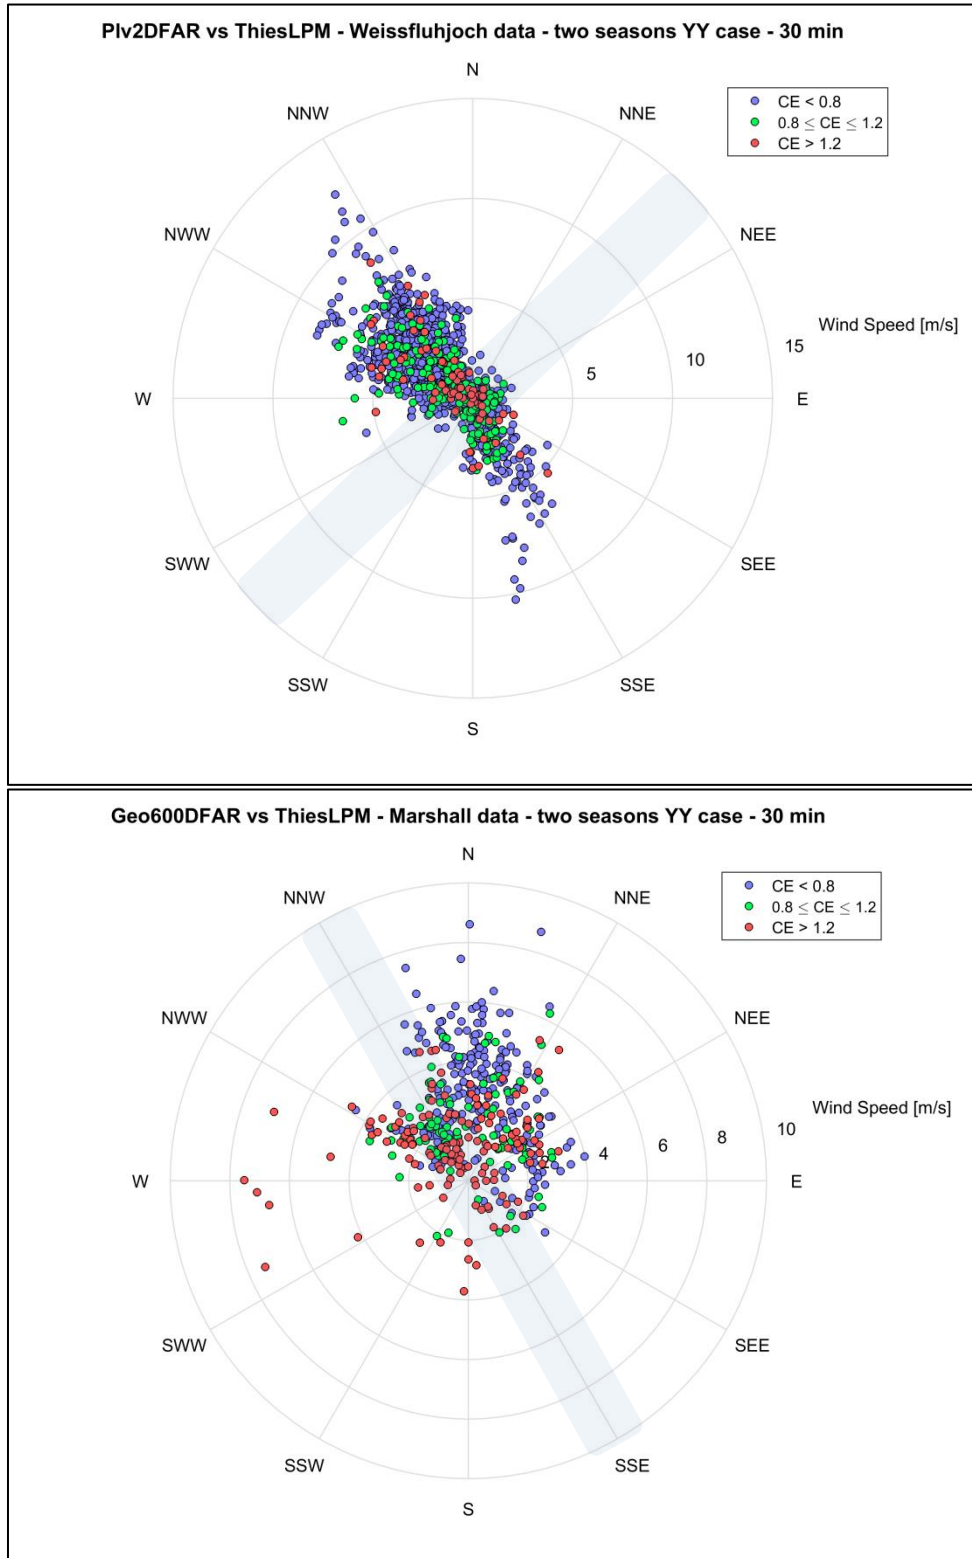 Plv2DFAR vs ThiesLPM - Weissfluhjoch data - two seasons YY case - 30 min
N
CE < 0.8
0.8 ≤ CE ≤ 1.2
CE > 1.2
NNW
NNE
NWW
NEE
Wind Speed [m/s]
15
10
5
W
E
SWW
SEE
SSW
SSE
S
Geo600DFAR vs ThiesLPM - Marshall data - two seasons YY case - 30 min
N
CE < 0.8
0.8 ≤ CE ≤ 1.2
CE > 1.2
NNW
NNE
NWW
NEE
Wind Speed [m/s]
10
8
6
4
2
W
E
SWW
SEE
SSW
SSE
S